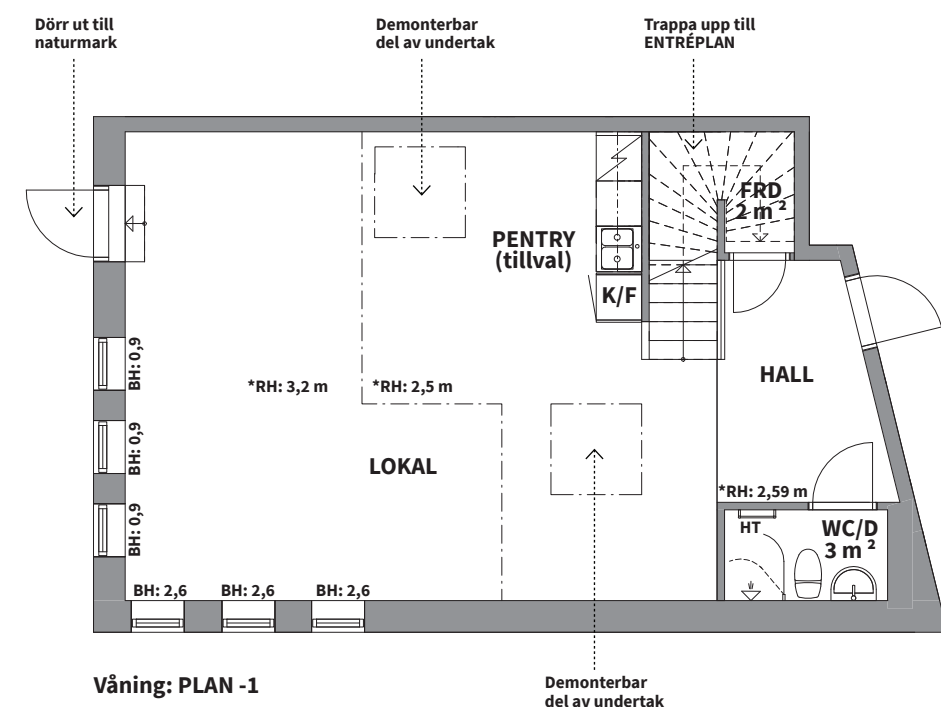 Dörr ut till
naturmark
Demonterbar
del av undertak
Trappa upp till
ENTRÉPLAN
FRD
2 m ²
PENTRY
(tillval)
K/F
BH: 0,9
HALL
*RH: 3,2 m
*RH: 2,5 m
BH: 0,9
LOKAL
*RH: 2,59 m
BH: 0,9
HT
WC/D
3 m ²
BH: 2,6
BH: 2,6
BH: 2,6
Våning: PLAN -1
Demonterbar
del av undertak